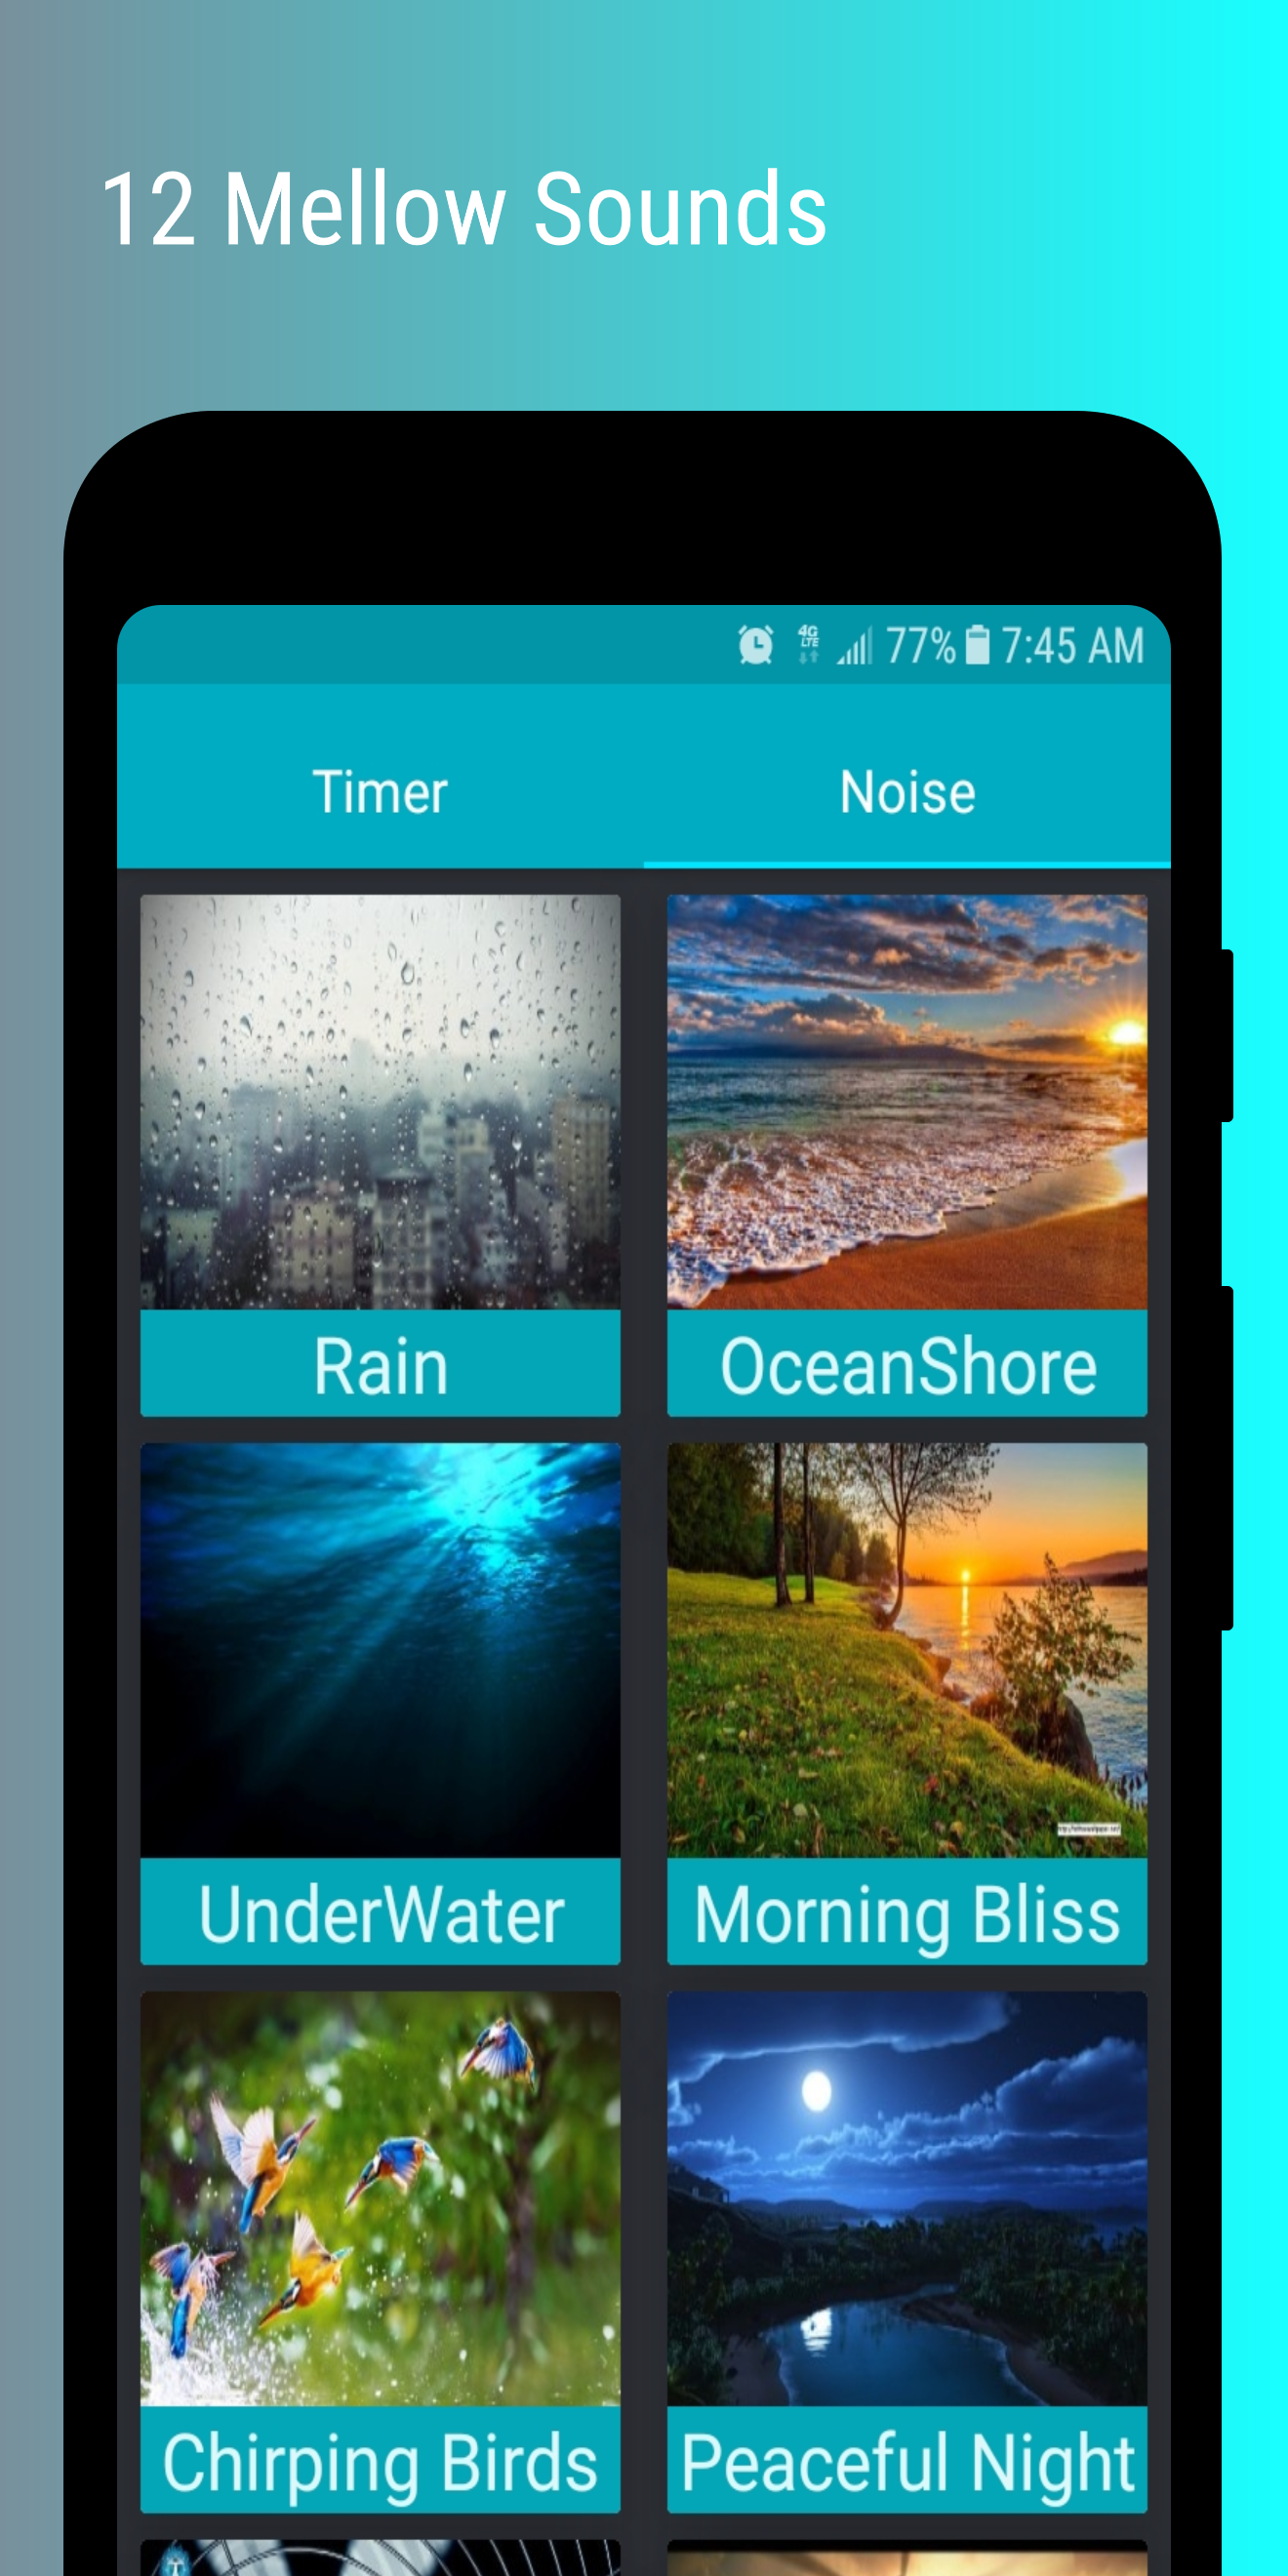 12 Mellow Sounds
4G
LTE
77% 7:45 AM
Timer Noise
Rain OceanShore
UnderWater Morning Bliss
Chirping Birds Peaceful Night